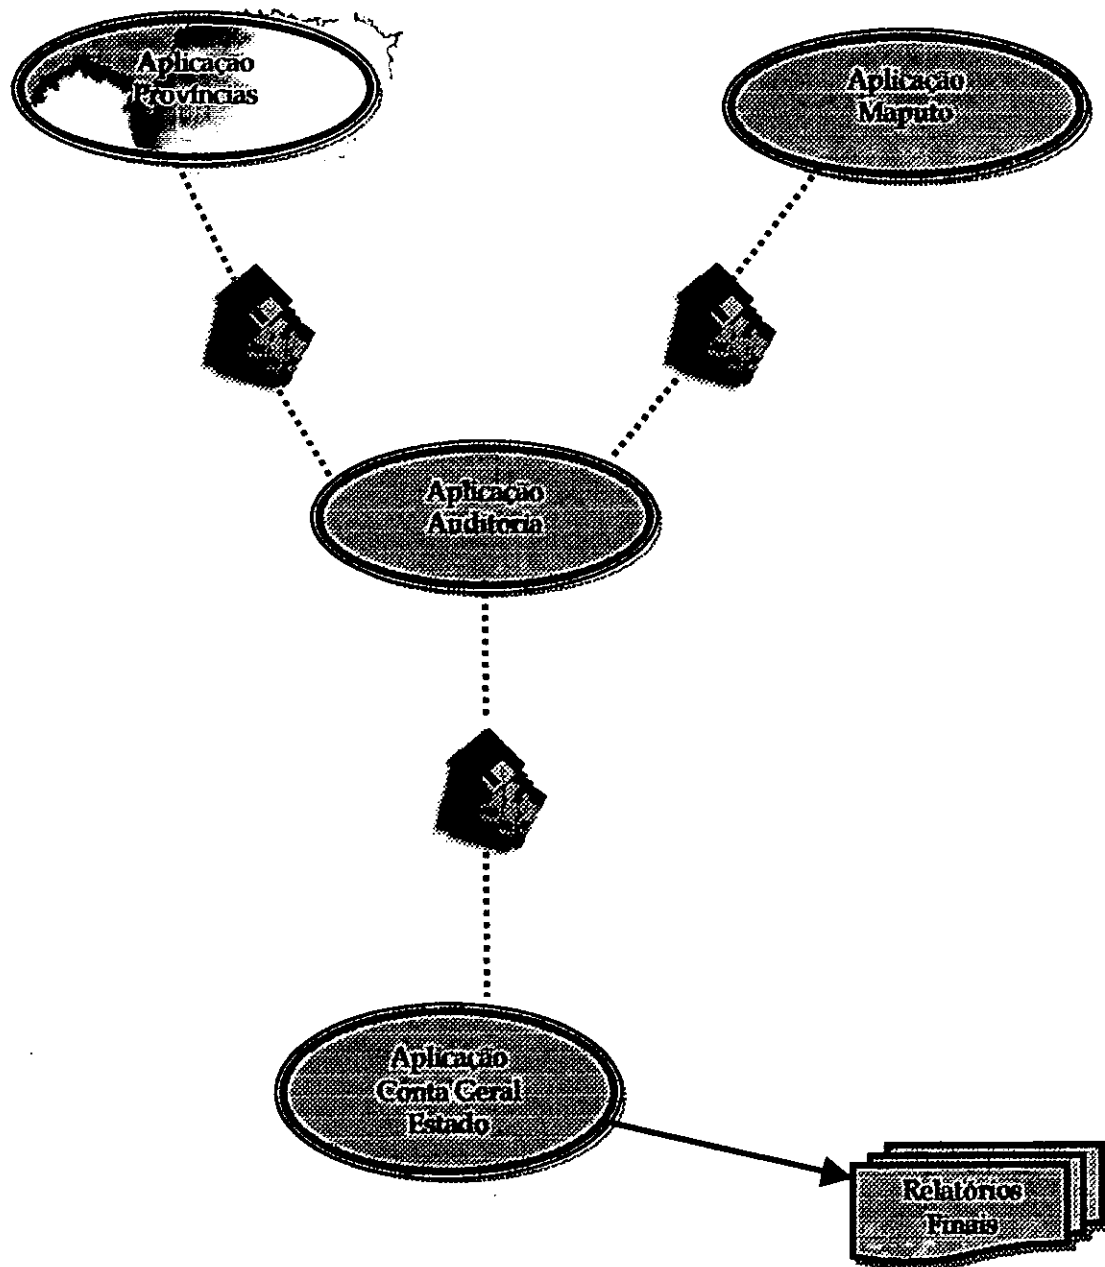 Aplicação
Províncias
Aplicação
Maputo
Aplicação
Auditoria
Aplicação
Conta Geral
Estado
Relatórios
Finais